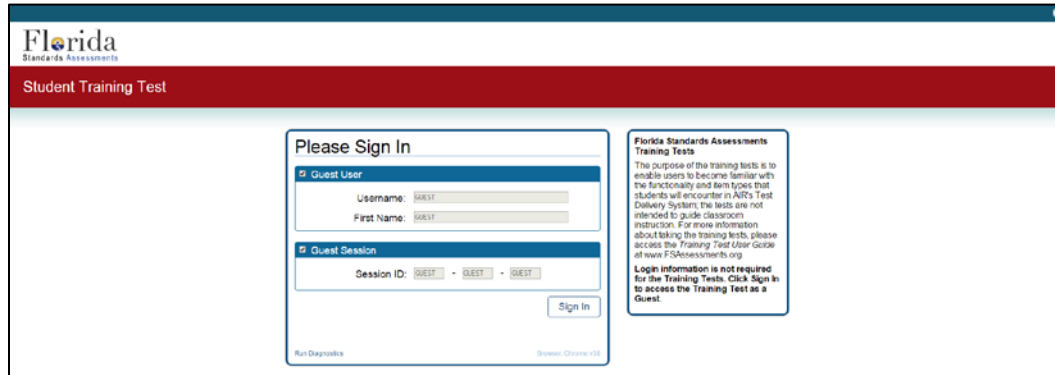 Florida
Standards Assessments
Student Training Test
Please Sign In
Guest User
Username: GUEST
First Name: GUEST
Guest Session
Session ID: GUEST - GUEST - GUEST
Sign In
Run Diagnostics
Browser: Chrome
Florida Standards Assessments
Training Tests
The purpose of the training tests is to
enable users to become familiar with
the functionality and item types that
students will encounter in AIR's Test
Delivery System; the tests are not
intended to guide classroom
instruction. For more information
about taking the training tests, please
access the Training Test User Guide
at www.FSAssessments.org.
Login information is not required
for the Training Tests. Click Sign In
to access the Training Test as a
Guest.